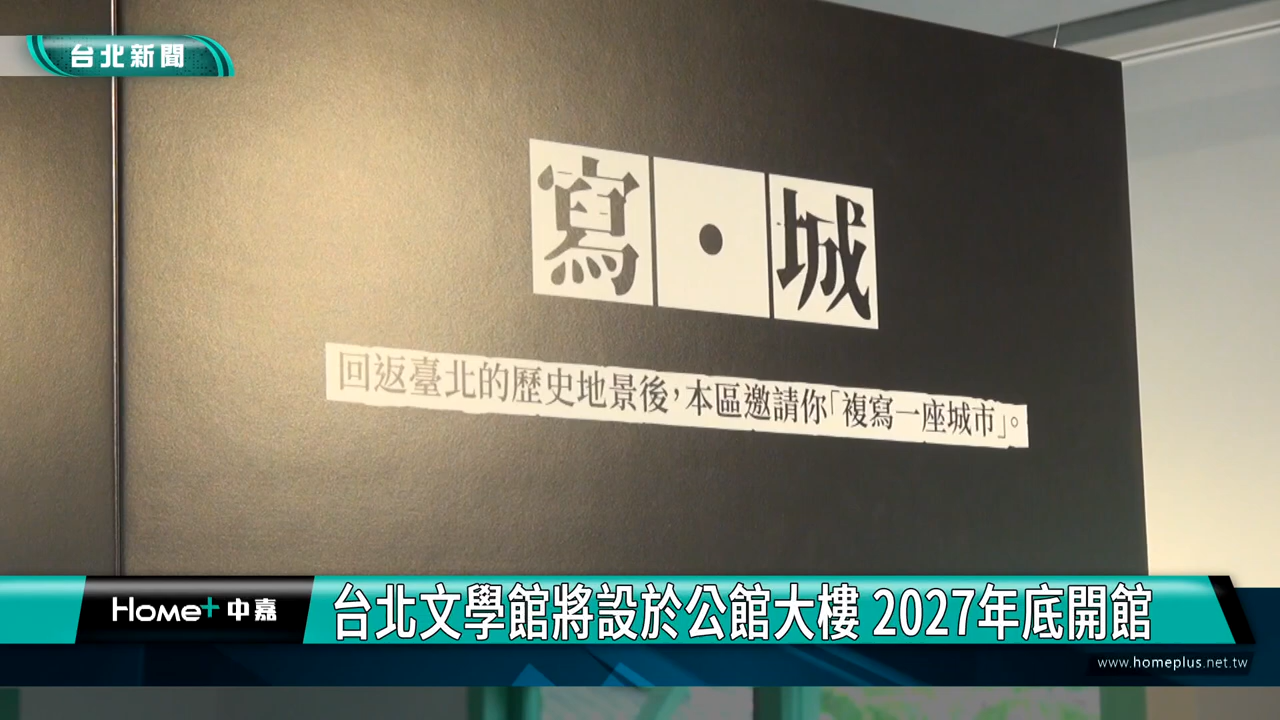 台北新聞
寫・城
回返臺北的歷史地景後，本區邀請你「複寫一座城市」。
Home+中嘉
台北文學館將設於公館大樓 2027年底開館
www.homeplus.net.tw